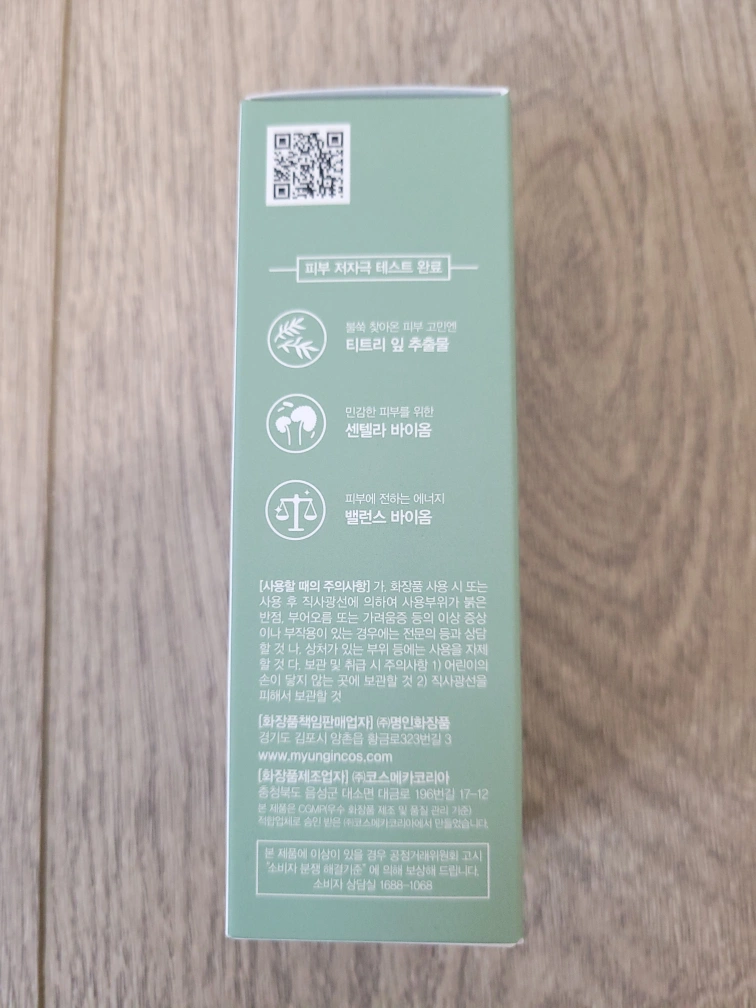 피부 저자극 테스트 완료
불쑥 찾아온 피부 고민엔
티트리 잎 추출물
민감한 피부를 위한
센텔라 바이옴
피부에 전하는 에너지
밸런스 바이옴
[사용할 때의 주의사항] 가. 화장품 사용 시 또는
사용 후 직사광선에 의하여 사용부위가 붉은
반점, 부어오름 또는 가려움증 등의 이상 증상
이나 부작용이 있는 경우에는 전문의 등과 상담
할 것 나. 상처가 있는 부위 등에는 사용을 자제
할 것 다. 보관 및 취급 시 주의사항 1) 어린이의
손이 닿지 않는 곳에 보관할 것 2) 직사광선을
피해서 보관할 것
[화장품책임판매업자] ㈜명인화장품
경기도 김포시 양촌읍 황금로323번길 3
www.myungincos.com
[화장품제조업자] ㈜코스메카코리아
충청북도 음성군 대소면 대금로 196번길 17-12
본 제품은 CGMP(우수 화장품 제조 및 품질 관리 기준)
적합업체로 승인 받은 ㈜코스메카코리아에서 만들었습니다.
본 제품에 이상이 있을 경우 공정거래위원회 고시
"소비자 분쟁 해결기준" 에 의해 보상해 드립니다.
소비자 상담실 1688-1068